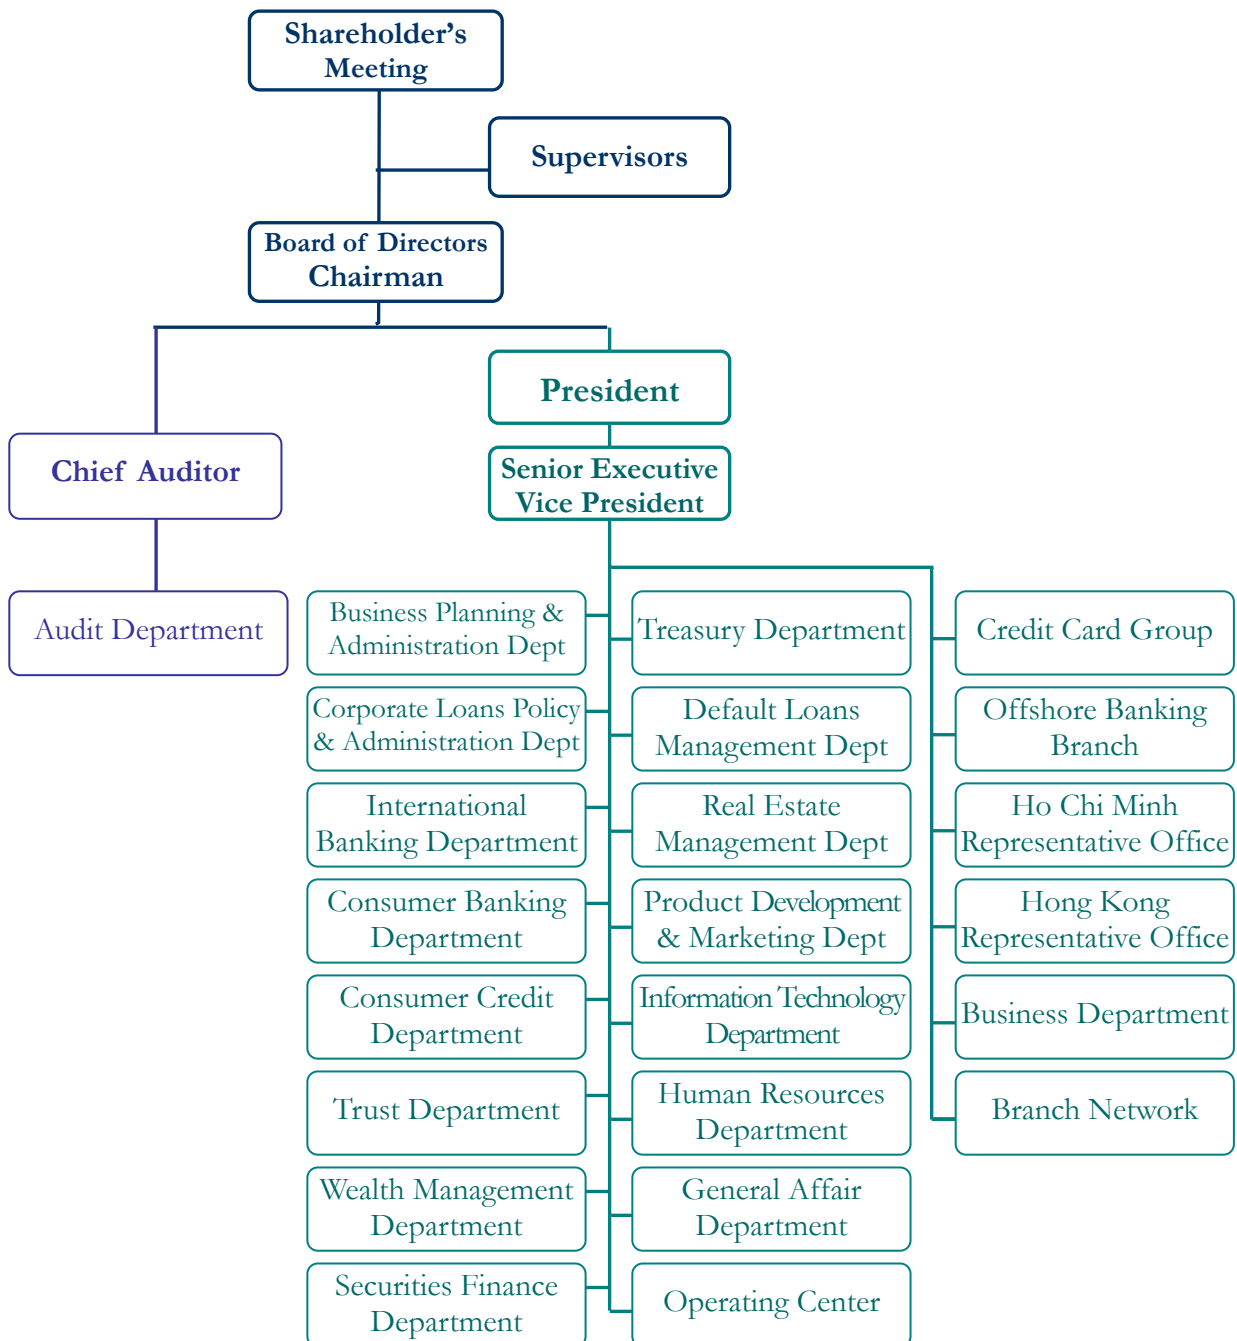 Shareholder's
Meeting
Supervisors
Board of Directors
Chairman
President
Chief Auditor
Senior Executive
Vice President
Audit Department
Business Planning &
Administration Dept
Treasury Department
Credit Card Group
Corporate Loans Policy
& Administration Dept
Default Loans
Management Dept
Offshore Banking
Branch
International
Banking Department
Real Estate
Management Dept
Ho Chi Minh
Representative Office
Consumer Banking
Department
Product Development
& Marketing Dept
Hong Kong
Representative Office
Consumer Credit
Department
Information Technology
Department
Business Department
Trust Department
Human Resources
Department
Branch Network
Wealth Management
Department
General Affair
Department
Securities Finance
Department
Operating Center